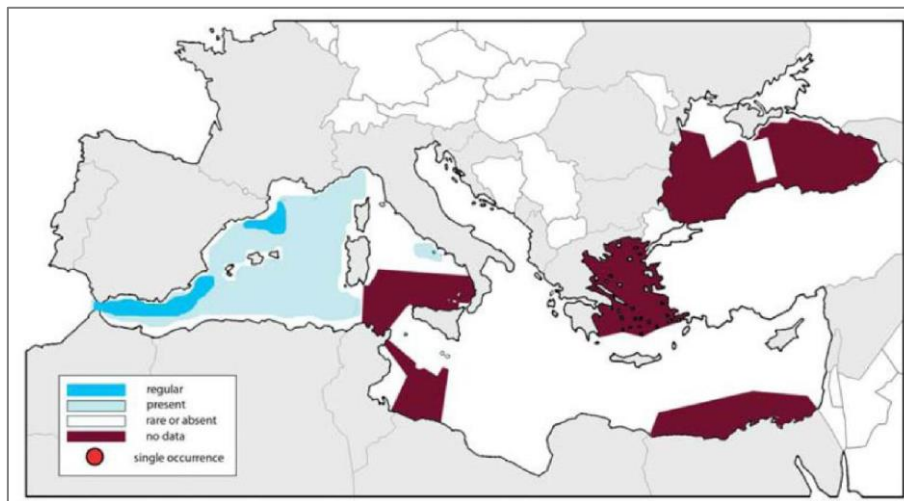 regular
present
rare or absent
no data
single occurrence